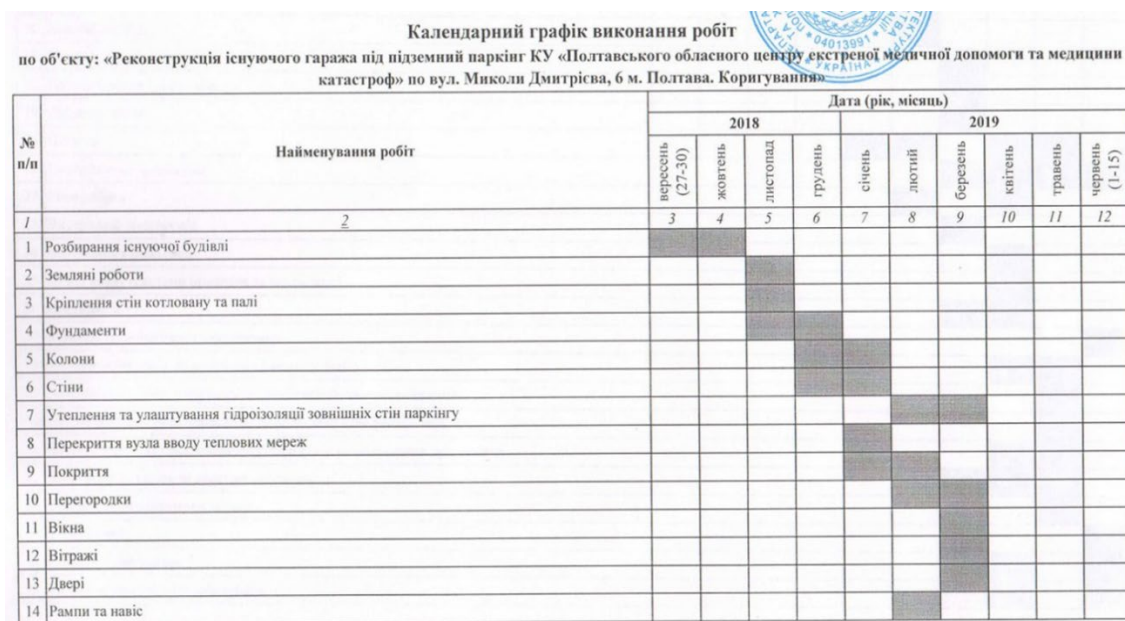 Календарний графік виконання робіт
04013991
УКРАЇНА
по об'єкту: «Реконструкція існуючого гаража під підземний паркінг КУ «Полтавського обласного центру екстреної медичної допомоги та медицини
катастроф» по вул. Миколи Дмитрієва, 6 м. Полтава. Коригування»
№ п/п
Найменування робіт
Дата (рік, місяць)
2018
2019
вересень (27-30)
жовтень
листопад
грудень
січень
лютий
березень
квітень
травень
червень (1-15)
1 2 3 4 5 6 7 8 9 10 11 12
1 Розбирання існуючої будівлі
2 Земляні роботи
3 Кріплення стін котловану та палі
4 Фундаменти
5 Колони
6 Стіни
7 Утеплення та улаштування гідроізоляції зовнішніх стін паркінгу
8 Перекриття вузла вводу теплових мереж
9 Покриття
10 Перегородки
11 Вікна
12 Вітражі
13 Двері
14 Рампи та навіс